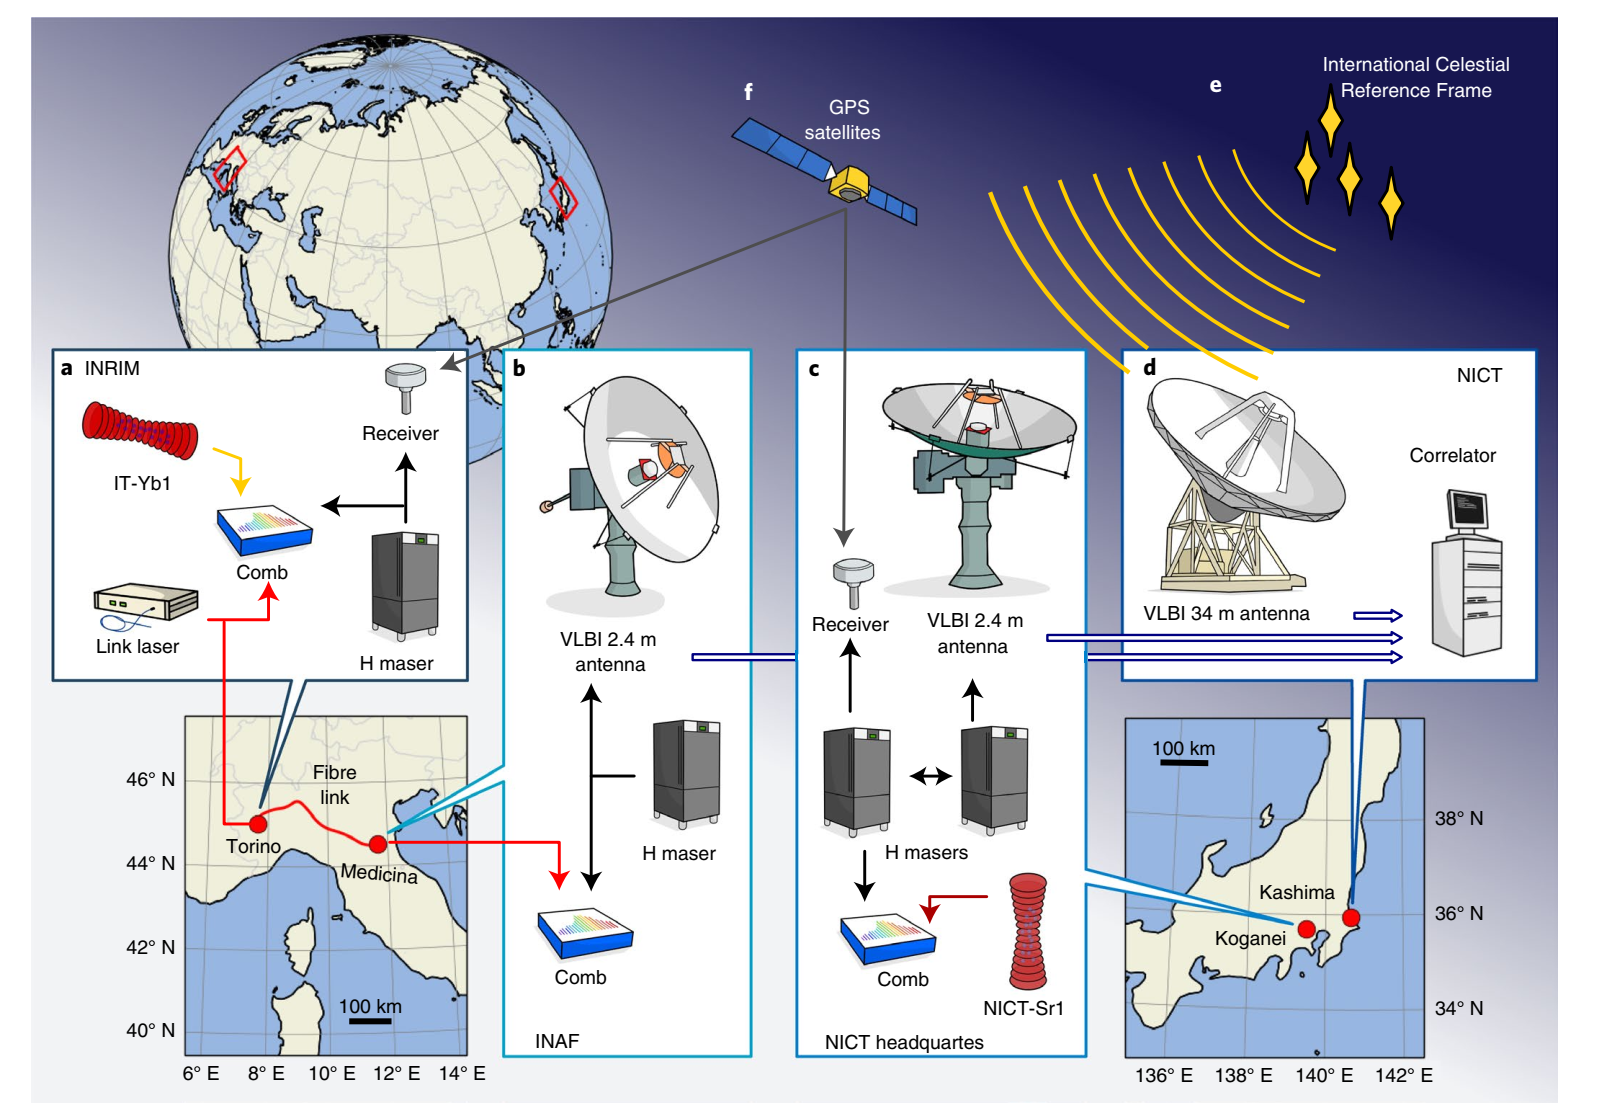 International Celestial
Reference Frame
e
f
GPS
satellites
a INRIM
Receiver
IT-Yb1
Comb
Link laser
H maser
b
VLBI 2.4 m
antenna
H maser
Comb
INAF
c
Receiver
VLBI 2.4 m
antenna
H masers
Comb
NICT-Sr1
NICT headquartes
d
NICT
Correlator
VLBI 34 m antenna
46° N
44° N
42° N
40° N
Fibre
link
Torino
Medicina
100 km
6° E 8° E 10° E 12° E 14° E
100 km
38° N
36° N
34° N
Kashima
Koganei
136° E 138° E 140° E 142° E